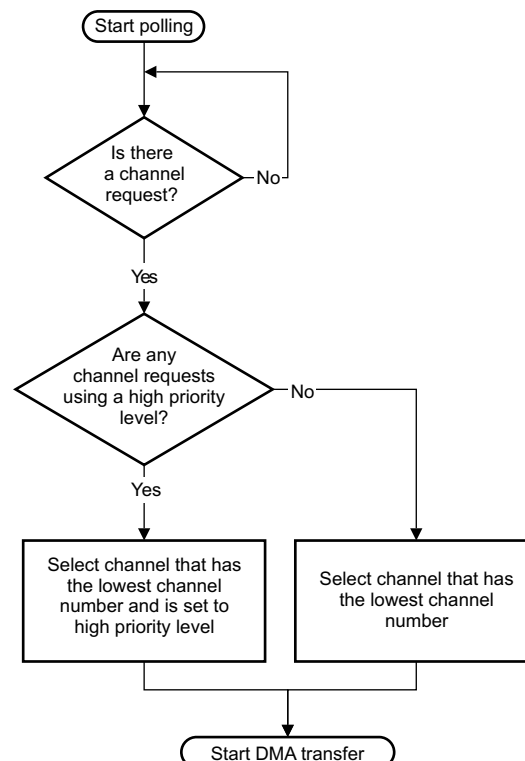 Start polling
Is there
a channel
request?
No
Yes
Are any
channel requests
using a high priority
level?
No
Yes
Select channel that has
the lowest channel
number and is set to
high priority level
Select channel that has
the lowest channel
number
Start DMA transfer